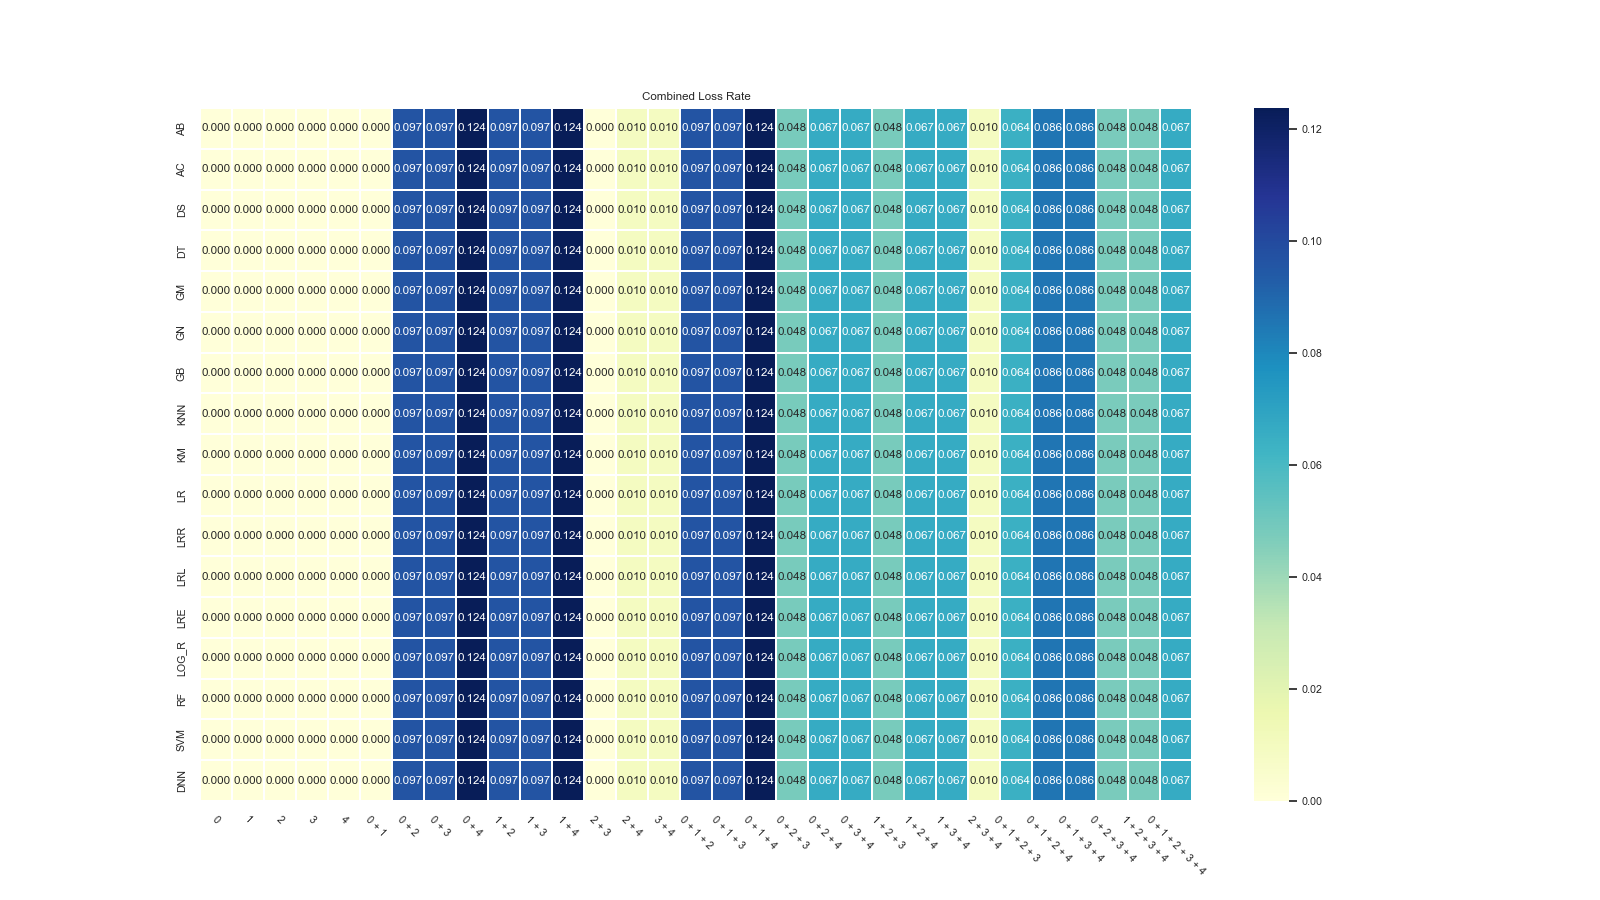 Combined Loss Rate
AB 0.000 0.000 0.000 0.000 0.000 0.000 0.097 0.097 0.124 0.097 0.097 0.124 0.000 0.010 0.010 0.097 0.097 0.124 0.048 0.067 0.067 0.048 0.067 0.067 0.010 0.064 0.086 0.086 0.048 0.048 0.067
AC 0.000 0.000 0.000 0.000 0.000 0.000 0.097 0.097 0.124 0.097 0.097 0.124 0.000 0.010 0.010 0.097 0.097 0.124 0.048 0.067 0.067 0.048 0.067 0.067 0.010 0.064 0.086 0.086 0.048 0.048 0.067
DS 0.000 0.000 0.000 0.000 0.000 0.000 0.097 0.097 0.124 0.097 0.097 0.124 0.000 0.010 0.010 0.097 0.097 0.124 0.048 0.067 0.067 0.048 0.067 0.067 0.010 0.064 0.086 0.086 0.048 0.048 0.067
DT 0.000 0.000 0.000 0.000 0.000 0.000 0.097 0.097 0.124 0.097 0.097 0.124 0.000 0.010 0.010 0.097 0.097 0.124 0.048 0.067 0.067 0.048 0.067 0.067 0.010 0.064 0.086 0.086 0.048 0.048 0.067
GM 0.000 0.000 0.000 0.000 0.000 0.000 0.097 0.097 0.124 0.097 0.097 0.124 0.000 0.010 0.010 0.097 0.097 0.124 0.048 0.067 0.067 0.048 0.067 0.067 0.010 0.064 0.086 0.086 0.048 0.048 0.067
GN 0.000 0.000 0.000 0.000 0.000 0.000 0.097 0.097 0.124 0.097 0.097 0.124 0.000 0.010 0.010 0.097 0.097 0.124 0.048 0.067 0.067 0.048 0.067 0.067 0.010 0.064 0.086 0.086 0.048 0.048 0.067
GB 0.000 0.000 0.000 0.000 0.000 0.000 0.097 0.097 0.124 0.097 0.097 0.124 0.000 0.010 0.010 0.097 0.097 0.124 0.048 0.067 0.067 0.048 0.067 0.067 0.010 0.064 0.086 0.086 0.048 0.048 0.067
KNN 0.000 0.000 0.000 0.000 0.000 0.000 0.097 0.097 0.124 0.097 0.097 0.124 0.000 0.010 0.010 0.097 0.097 0.124 0.048 0.067 0.067 0.048 0.067 0.067 0.010 0.064 0.086 0.086 0.048 0.048 0.067
KM 0.000 0.000 0.000 0.000 0.000 0.000 0.097 0.097 0.124 0.097 0.097 0.124 0.000 0.010 0.010 0.097 0.097 0.124 0.048 0.067 0.067 0.048 0.067 0.067 0.010 0.064 0.086 0.086 0.048 0.048 0.067
LR 0.000 0.000 0.000 0.000 0.000 0.000 0.097 0.097 0.124 0.097 0.097 0.124 0.000 0.010 0.010 0.097 0.097 0.124 0.048 0.067 0.067 0.048 0.067 0.067 0.010 0.064 0.086 0.086 0.048 0.048 0.067
LRR 0.000 0.000 0.000 0.000 0.000 0.000 0.097 0.097 0.124 0.097 0.097 0.124 0.000 0.010 0.010 0.097 0.097 0.124 0.048 0.067 0.067 0.048 0.067 0.067 0.010 0.064 0.086 0.086 0.048 0.048 0.067
LRL 0.000 0.000 0.000 0.000 0.000 0.000 0.097 0.097 0.124 0.097 0.097 0.124 0.000 0.010 0.010 0.097 0.097 0.124 0.048 0.067 0.067 0.048 0.067 0.067 0.010 0.064 0.086 0.086 0.048 0.048 0.067
LRE 0.000 0.000 0.000 0.000 0.000 0.000 0.097 0.097 0.124 0.097 0.097 0.124 0.000 0.010 0.010 0.097 0.097 0.124 0.048 0.067 0.067 0.048 0.067 0.067 0.010 0.064 0.086 0.086 0.048 0.048 0.067
LOG_R 0.000 0.000 0.000 0.000 0.000 0.000 0.097 0.097 0.124 0.097 0.097 0.124 0.000 0.010 0.010 0.097 0.097 0.124 0.048 0.067 0.067 0.048 0.067 0.067 0.010 0.064 0.086 0.086 0.048 0.048 0.067
RF 0.000 0.000 0.000 0.000 0.000 0.000 0.097 0.097 0.124 0.097 0.097 0.124 0.000 0.010 0.010 0.097 0.097 0.124 0.048 0.067 0.067 0.048 0.067 0.067 0.010 0.064 0.086 0.086 0.048 0.048 0.067
SVM 0.000 0.000 0.000 0.000 0.000 0.000 0.097 0.097 0.124 0.097 0.097 0.124 0.000 0.010 0.010 0.097 0.097 0.124 0.048 0.067 0.067 0.048 0.067 0.067 0.010 0.064 0.086 0.086 0.048 0.048 0.067
DNN 0.000 0.000 0.000 0.000 0.000 0.000 0.097 0.097 0.124 0.097 0.097 0.124 0.000 0.010 0.010 0.097 0.097 0.124 0.048 0.067 0.067 0.048 0.067 0.067 0.010 0.064 0.086 0.086 0.048 0.048 0.067
0
1
2
3
4
0 + 1
0 + 2
0 + 3
0 + 4
1 + 2
1 + 3
1 + 4
2 + 3
2 + 4
3 + 4
0 + 1 + 2
0 + 1 + 3
0 + 1 + 4
0 + 2 + 3
0 + 2 + 4
0 + 3 + 4
1 + 2 + 3
1 + 2 + 4
1 + 3 + 4
2 + 3 + 4
0 + 1 + 2 + 3
0 + 1 + 2 + 4
0 + 1 + 3 + 4
0 + 2 + 3 + 4
1 + 2 + 3 + 4
0 + 1 + 2 + 3 + 4
0.12
0.10
0.08
0.06
0.04
0.02
0.00